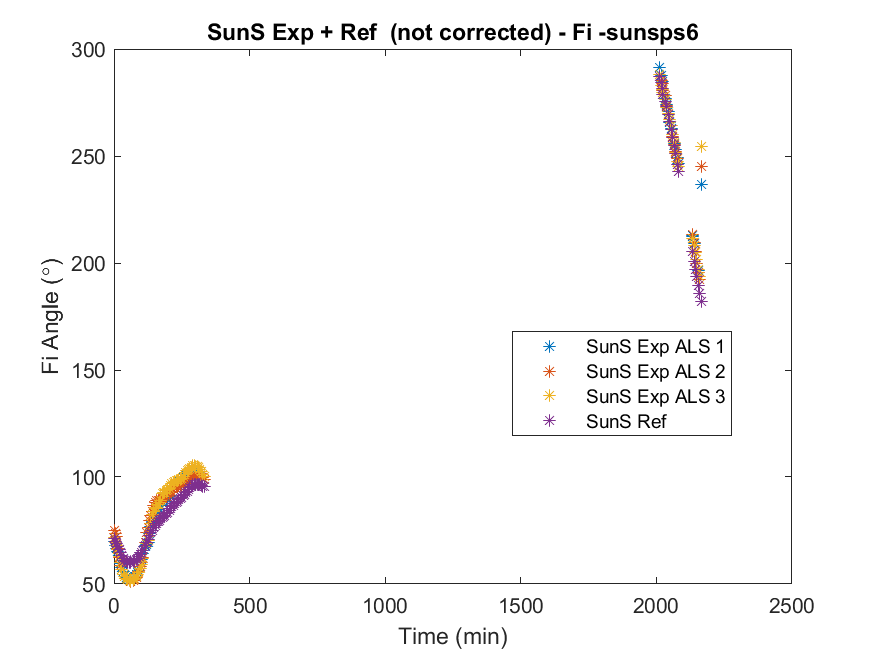 SunS Exp + Ref  (not corrected) - Fi -sunsps6
300
250
200
150
100
50
Fi Angle (°)
0
500
1000
1500
2000
2500
Time (min)
SunS Exp ALS 1
SunS Exp ALS 2
SunS Exp ALS 3
SunS Ref